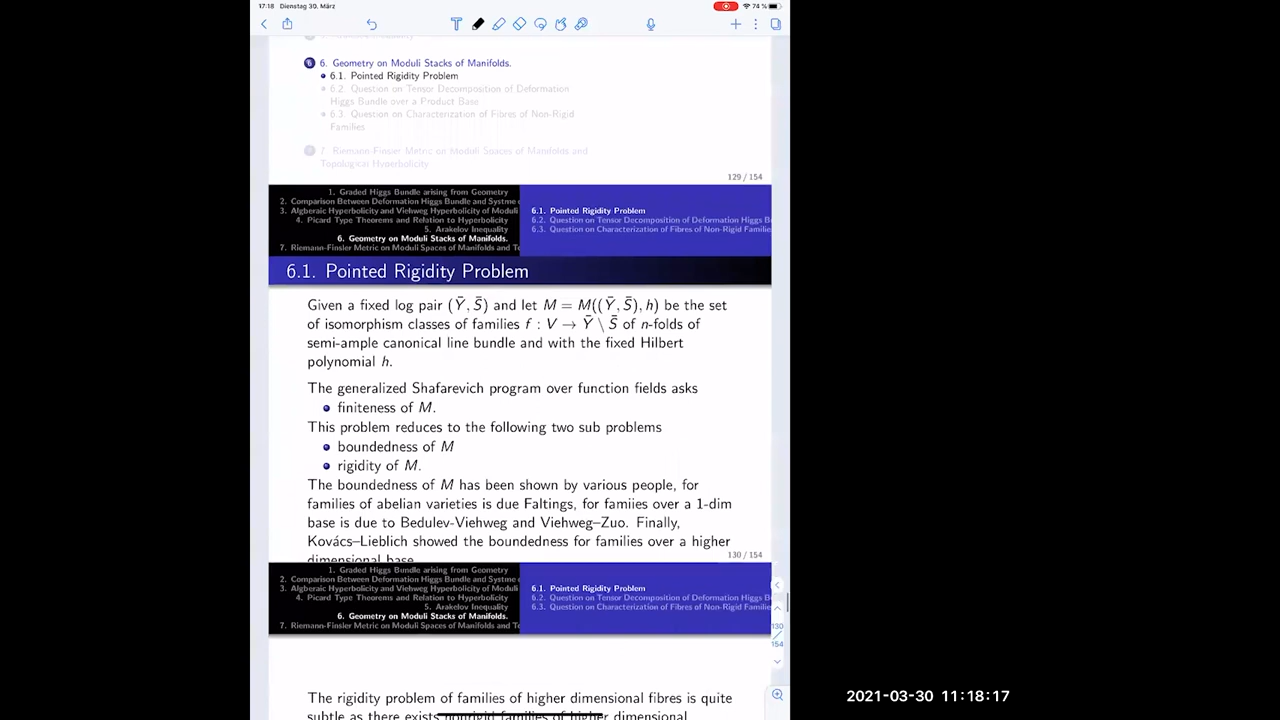 17:18 Dienstag 30. März
74 %
6 6. Geometry on Moduli Stacks of Manifolds.
6.1. Pointed Rigidity Problem
6.2. Question on Tensor Decomposition of Deformation
Higgs Bundle over a Product Base
6.3. Question on Characterization of Fibres of Non-Rigid
Families
7. Riemann-Finsler Metric on Moduli Spaces of Manifolds and
Topological Hyperbolicity
129 / 154
1. Graded Higgs Bundle arising from Geometry
2. Comparison Between Deformation Higgs Bundle and Systme
3. Algberaic Hyperbolicity and Viehweg Hyperbolicity of Moduli
4. Picard Type Theorems and Relation to Hyperbolicity
5. Arakelov Inequality
6. Geometry on Moduli Stacks of Manifolds.
7. Riemann-Finsler Metric on Moduli Spaces of Manifolds and T
6.1. Pointed Rigidity Problem
6.2. Question on Tensor Decomposition of Deformation Higgs B
6.3. Question on Characterization of Fibres of Non-Rigid Familie
6.1. Pointed Rigidity Problem
Given a fixed log pair (Ȳ, S̄) and let M = M((Ȳ, S̄), h) be the set
of isomorphism classes of families f : V → Ȳ \ S̄ of n-folds of
semi-ample canonical line bundle and with the fixed Hilbert
polynomial h.
The generalized Shafarevich program over function fields asks
finiteness of M.
This problem reduces to the following two sub problems
boundedness of M
rigidity of M.
The boundedness of M has been shown by various people, for
families of abelian varieties is due Faltings, for famiies over a 1-dim
base is due to Bedulev-Viehweg and Viehweg–Zuo. Finally,
Kovács–Lieblich showed the boundedness for families over a higher
dimensional base
130 / 154
1. Graded Higgs Bundle arising from Geometry
2. Comparison Between Deformation Higgs Bundle and Systme
3. Algberaic Hyperbolicity and Viehweg Hyperbolicity of Moduli
4. Picard Type Theorems and Relation to Hyperbolicity
5. Arakelov Inequality
6. Geometry on Moduli Stacks of Manifolds.
7. Riemann-Finsler Metric on Moduli Spaces of Manifolds and T
6.1. Pointed Rigidity Problem
6.2. Question on Tensor Decomposition of Deformation Higgs B
6.3. Question on Characterization of Fibres of Non-Rigid Familie
130
/
154
The rigidity problem of families of higher dimensional fibres is quite
subtle as there exists nonrigid families of higher dimensional
2021-03-30 11:18:17